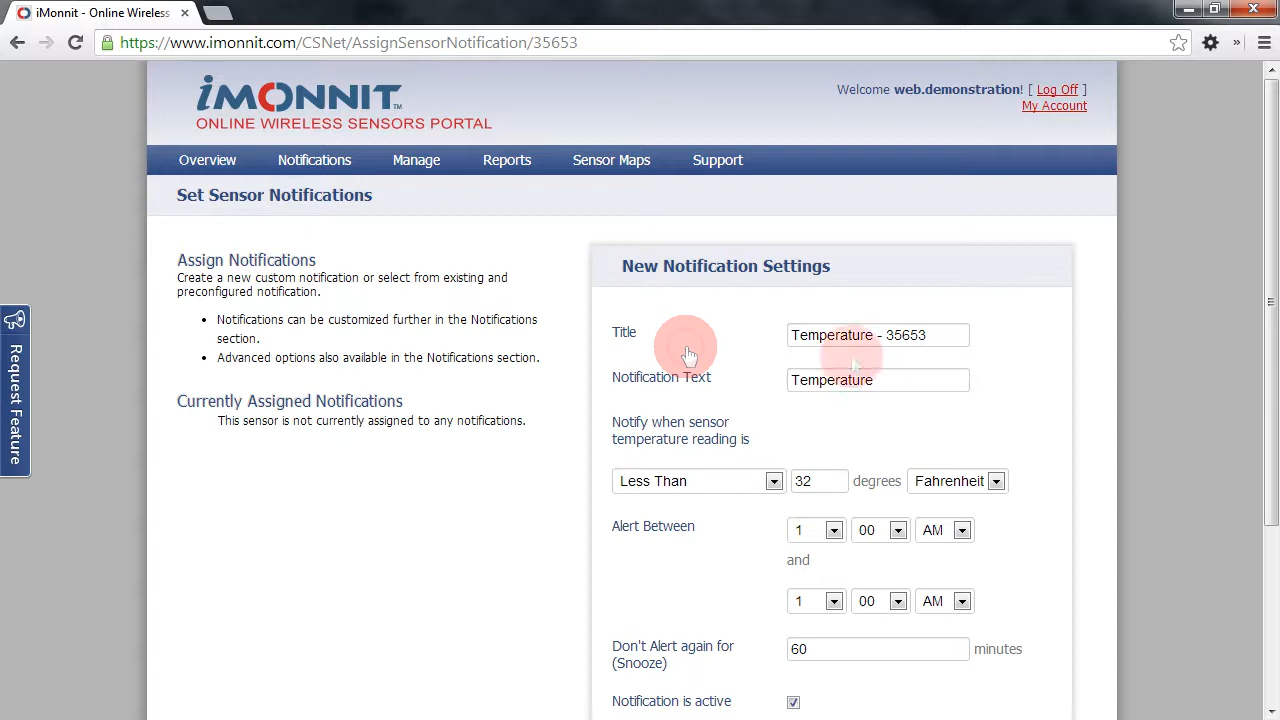 iMonnit - Online Wireless
https://www.imonnit.com/CSNet/AssignSensorNotification/35653
iMONNIT™
ONLINE WIRELESS SENSORS PORTAL
Welcome web.demonstration! [ Log Off ]
My Account
Overview Notifications Manage Reports Sensor Maps Support
Set Sensor Notifications
Assign Notifications
Create a new custom notification or select from existing and
preconfigured notification.
• Notifications can be customized further in the Notifications
section.
• Advanced options also available in the Notifications section.
Currently Assigned Notifications
This sensor is not currently assigned to any notifications.
Request Feature
New Notification Settings
Title Temperature - 35653
Notification Text Temperature
Notify when sensor
temperature reading is
Less Than 32 degrees Fahrenheit
Alert Between 1 00 AM
and
1 00 AM
Don't Alert again for 60 minutes
(Snooze)
Notification is active